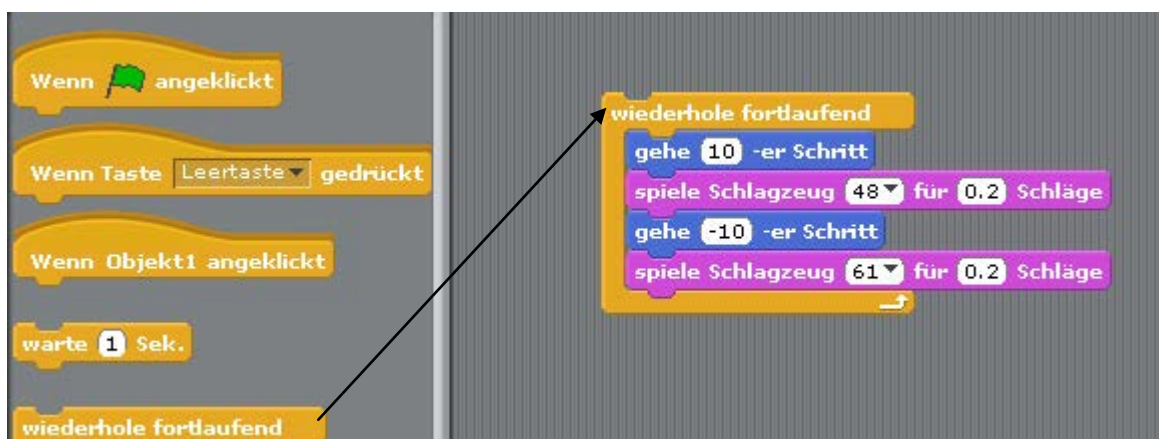 Wenn angeklickt
Wenn Taste Leertaste gedrückt
Wenn Objekt1 angeklickt
warte 1 Sek.
wiederhole fortlaufend
wiederhole fortlaufend
gehe 10 -er Schritt
spiele Schlagzeug 48 für 0.2 Schläge
gehe -10 -er Schritt
spiele Schlagzeug 61 für 0.2 Schläge